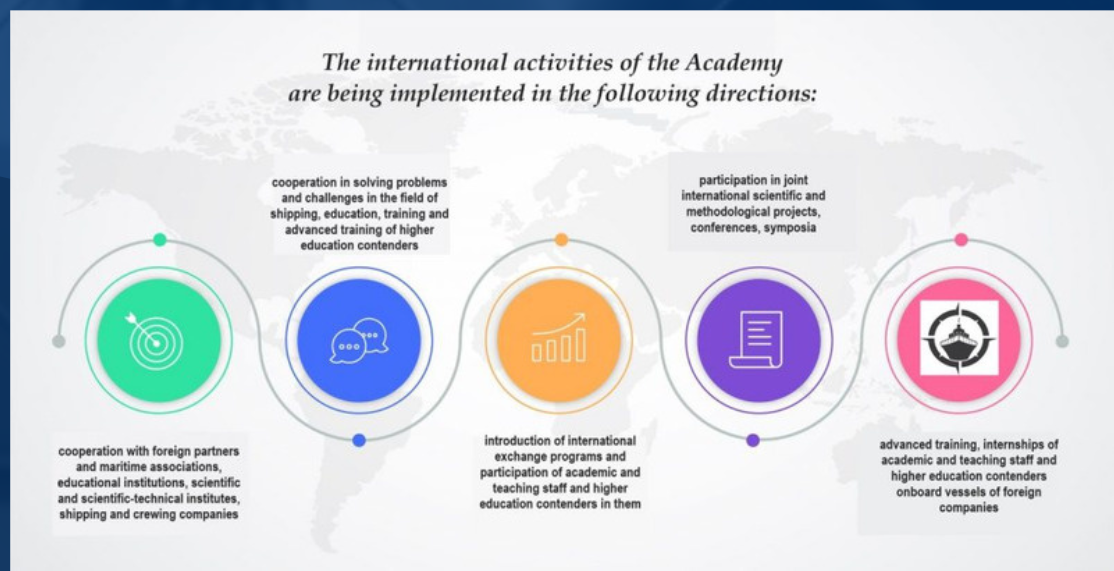 The international activities of the Academy
are being implemented in the following directions:
cooperation with foreign partners
and maritime associations,
educational institutions, scientific
and scientific-technical institutes,
shipping and crewing companies
cooperation in solving problems
and challenges in the field of
shipping, education, training and
advanced training of higher
education contenders
introduction of international
exchange programs and
participation of academic and
teaching staff and higher
education contenders in them
participation in joint
international scientific and
methodological projects,
conferences, symposia
advanced training, internships of
academic and teaching staff and
higher education contenders
onboard vessels of foreign
companies